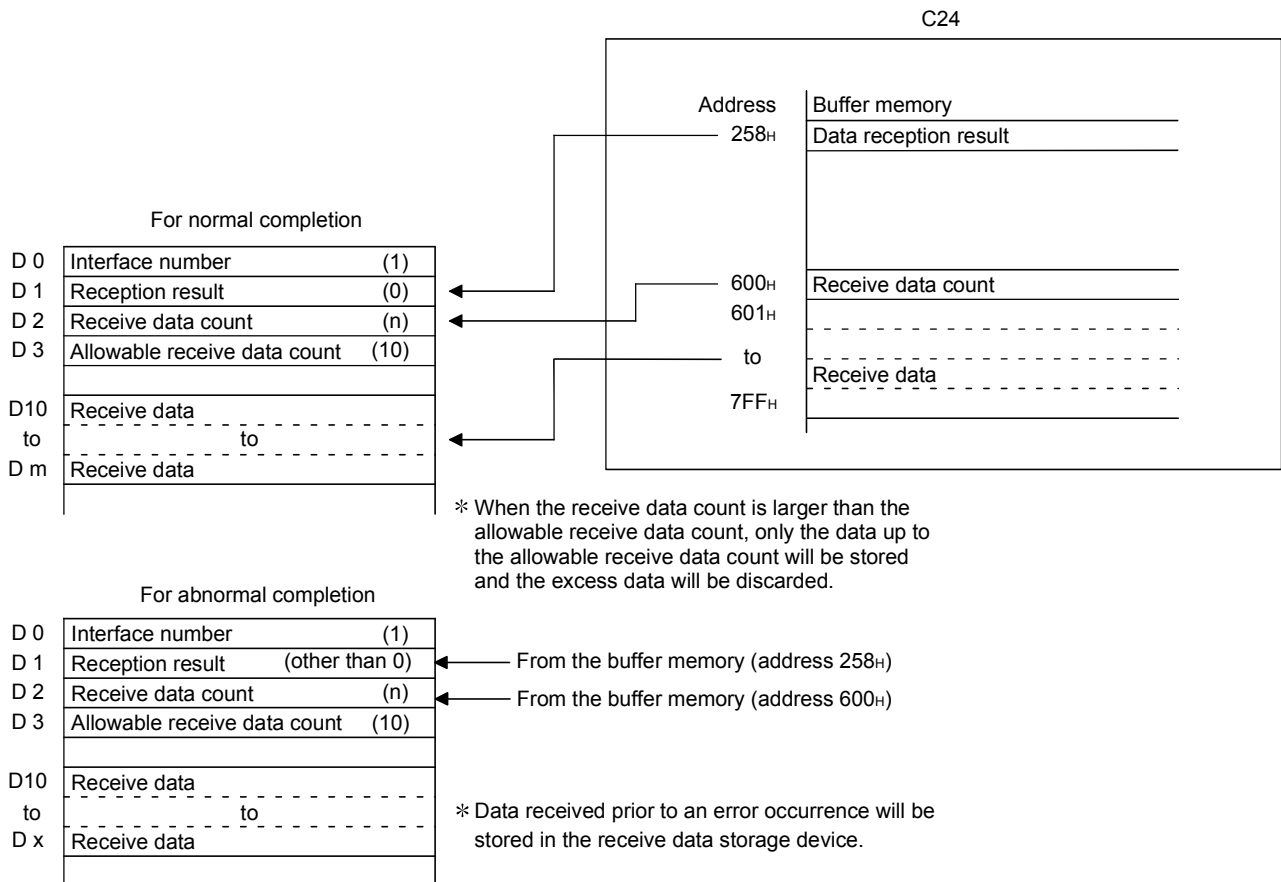 C24
Address Buffer memory
258H Data reception result
For normal completion
D 0 Interface number (1)
D 1 Reception result (0)
D 2 Receive data count (n)
D 3 Allowable receive data count (10)
D10 Receive data
to to
D m Receive data
600H Receive data count
601H
to
Receive data
7FFH
* When the receive data count is larger than the
allowable receive data count, only the data up to
the allowable receive data count will be stored
and the excess data will be discarded.
For abnormal completion
D 0 Interface number (1)
D 1 Reception result (other than 0) From the buffer memory (address 258H)
D 2 Receive data count (n) From the buffer memory (address 600H)
D 3 Allowable receive data count (10)
D10 Receive data
to to
D x Receive data
* Data received prior to an error occurrence will be
stored in the receive data storage device.